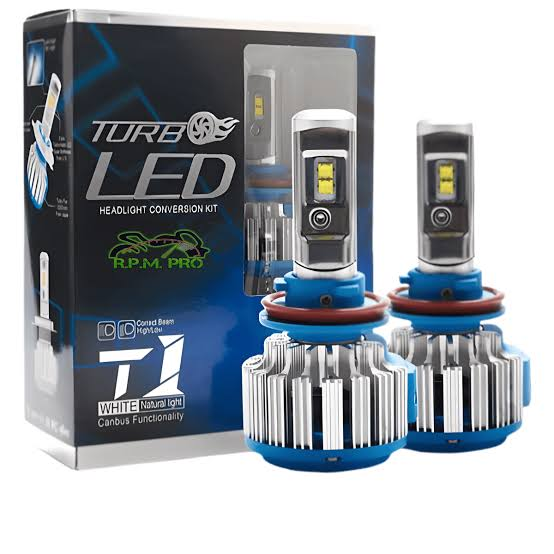 TURBO
LED
HEADLIGHT CONVERSION KIT
R.P.M. PRO
Correct Beam
High/Low
T1
WHITE Natural light
Canbus Functionality